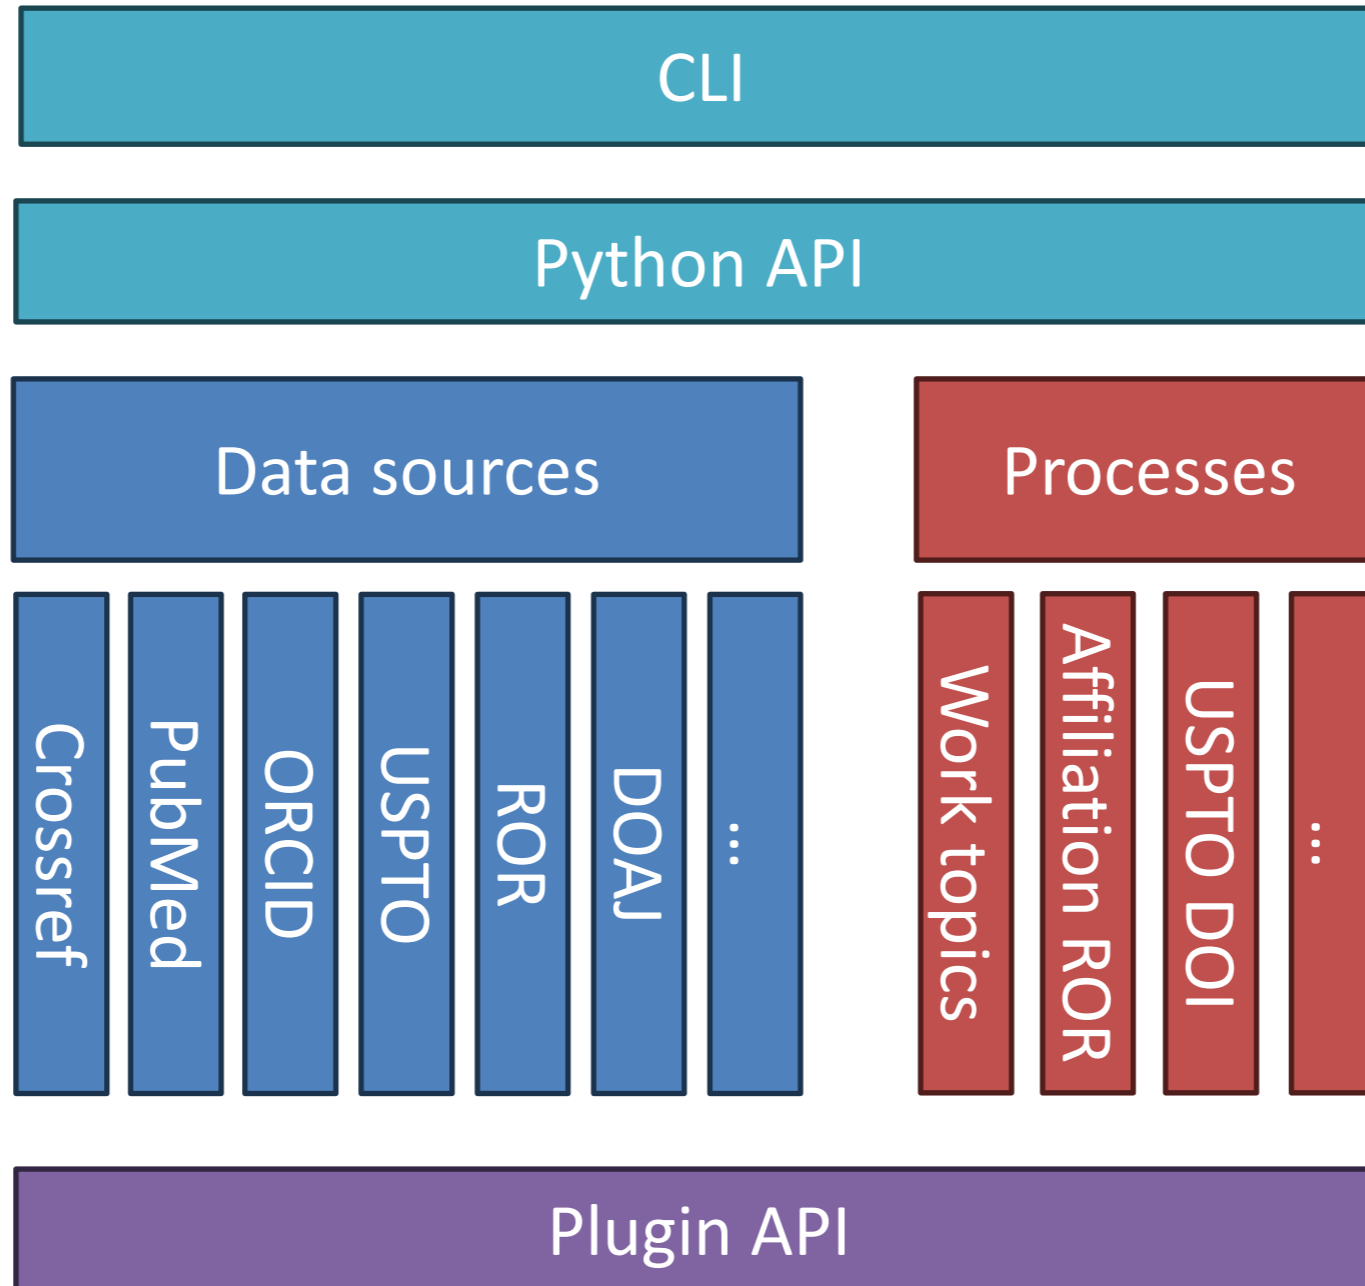 CLI
Python API
Data sources
Processes
Crossref
PubMed
ORCID
USPTO
ROR
DOAJ
...
Work topics
Affiliation ROR
USPTO DOI
...
Plugin API